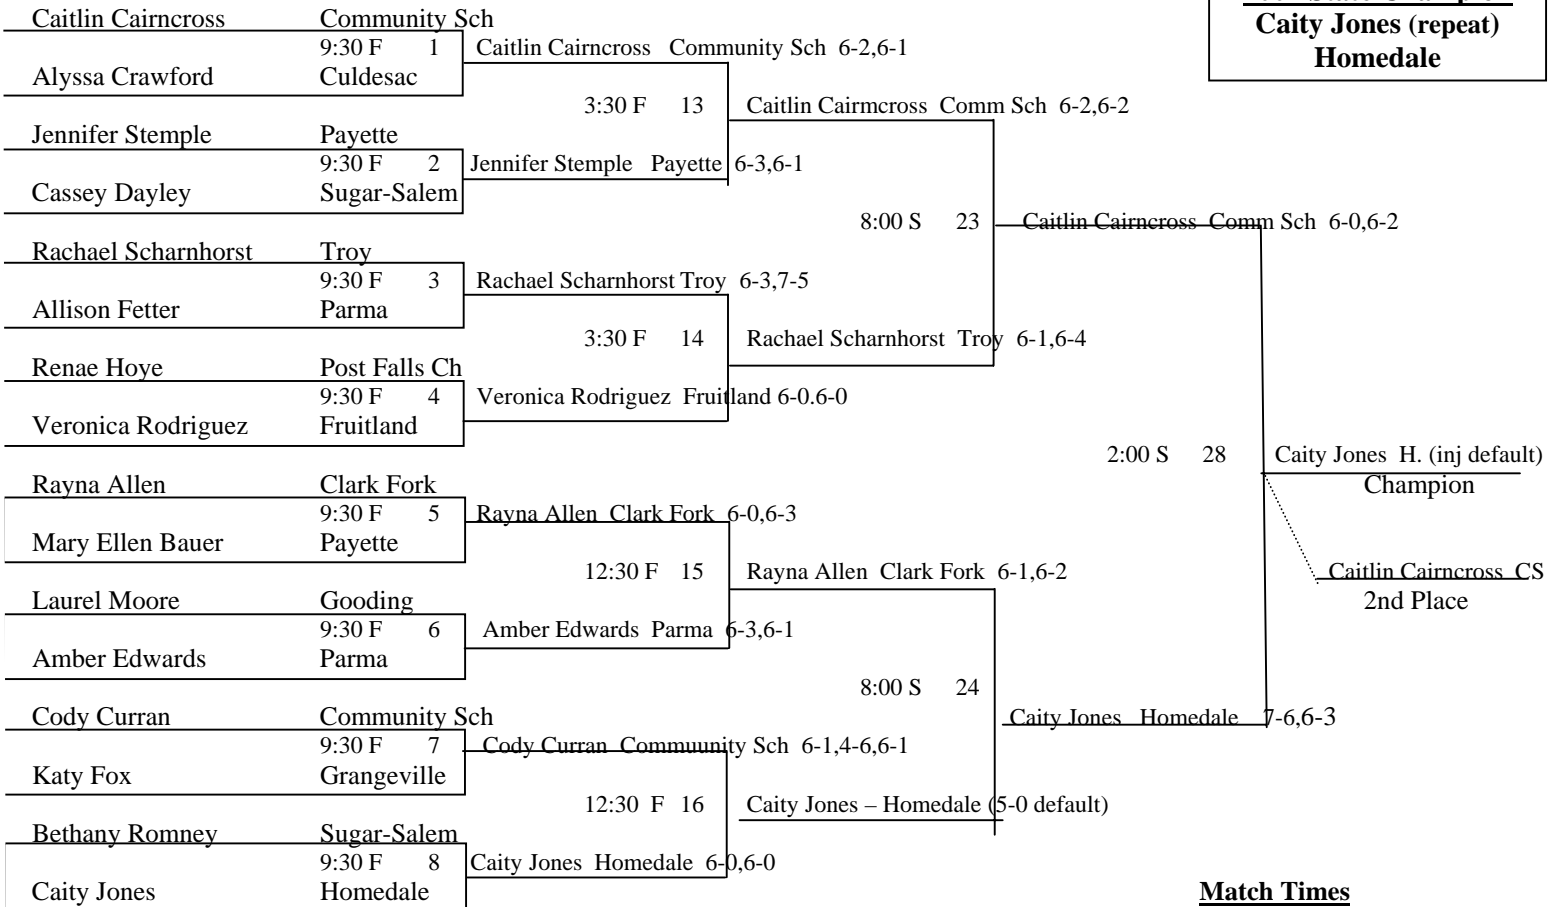 Caity Jones (repeat)
Homedale
Caitlin Cairncross Community Sch
9:30 F 1 Caitlin Cairncross Community Sch 6-2,6-1
Alyssa Crawford Culdesac
3:30 F 13 Caitlin Cairmcross Comm Sch 6-2,6-2
Jennifer Stemple Payette
9:30 F 2 Jennifer Stemple Payette 6-3,6-1
Cassey Dayley Sugar-Salem
8:00 S 23 Caitlin Cairncross Comm Sch 6-0,6-2
Rachael Scharnhorst Troy
9:30 F 3 Rachael Scharnhorst Troy 6-3,7-5
Allison Fetter Parma
3:30 F 14 Rachael Scharnhorst Troy 6-1,6-4
Renae Hoye Post Falls Ch
9:30 F 4 Veronica Rodriguez Fruitland 6-0.6-0
Veronica Rodriguez Fruitland
2:00 S 28 Caity Jones H. (inj default)
Rayna Allen Clark Fork Champion
9:30 F 5 Rayna Allen Clark Fork 6-0,6-3
Mary Ellen Bauer Payette
12:30 F 15 Rayna Allen Clark Fork 6-1,6-2 Caitlin Cairncross CS
Laurel Moore Gooding 2nd Place
9:30 F 6 Amber Edwards Parma 6-3,6-1
Amber Edwards Parma
8:00 S 24
Cody Curran Community Sch Caity Jones Homedale 7-6,6-3
9:30 F 7 Cody Curran Commuunity Sch 6-1,4-6,6-1
Katy Fox Grangeville
12:30 F 16 Caity Jones – Homedale (5-0 default)
Bethany Romney Sugar-Salem
9:30 F 8 Caity Jones Homedale 6-0,6-0
Caity Jones Homedale Match Times